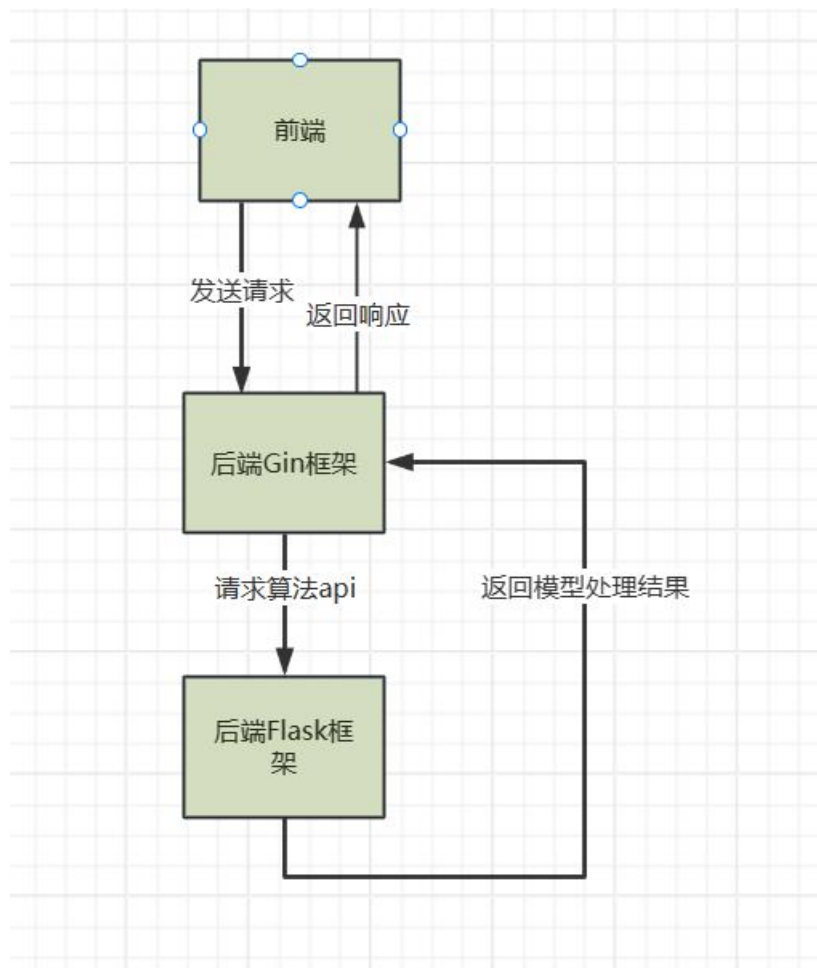 前端
发送请求
返回响应
后端Gin框架
请求算法api
返回模型处理结果
后端Flask框
架